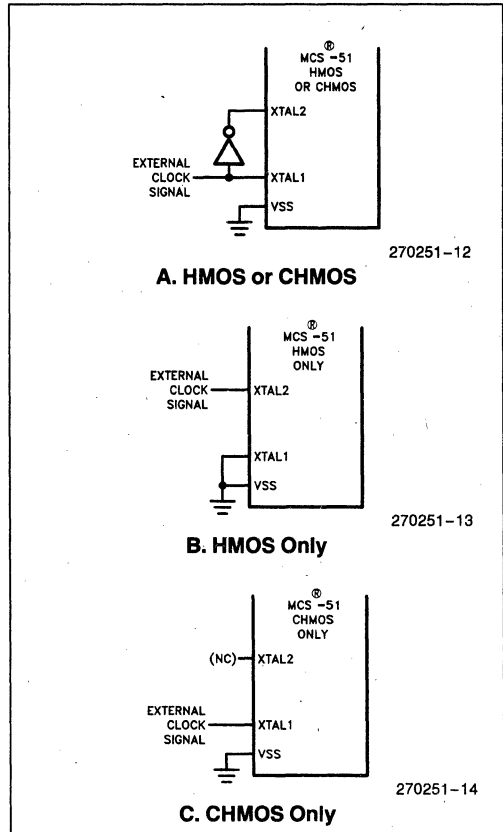 ®
MCS -51
HMOS
OR CHMOS
XTAL2
EXTERNAL
CLOCK
SIGNAL
XTAL1
VSS
270251-12
A. HMOS or CHMOS
®
MCS -51
HMOS
ONLY
EXTERNAL
CLOCK
SIGNAL
XTAL2
XTAL1
VSS
270251-13
B. HMOS Only
®
MCS -51
CHMOS
ONLY
(NC)
XTAL2
EXTERNAL
CLOCK
SIGNAL
XTAL1
VSS
270251-14
C. CHMOS Only